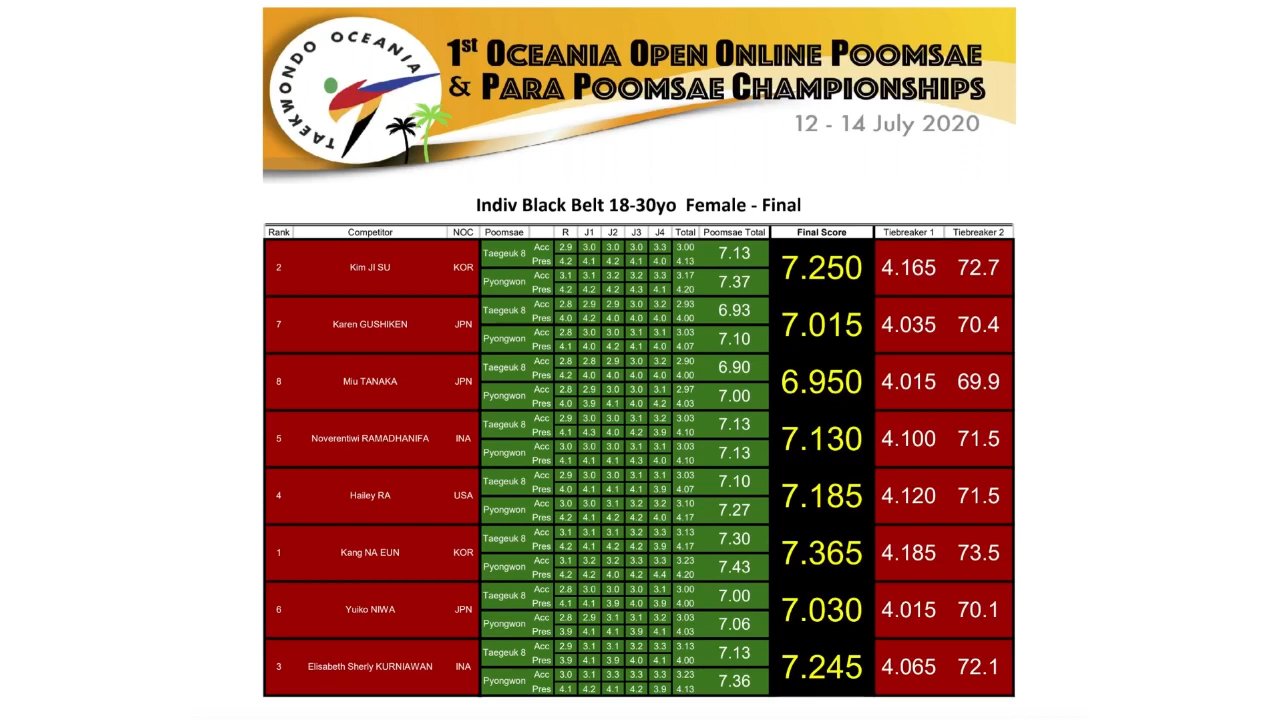 TAEKWONDO OCEANIA
1st OCEANIA OPEN ONLINE POOMSAE
& PARA POOMSAE CHAMPIONSHIPS
12 - 14 July 2020
Indiv Black Belt 18-30yo Female - Final
Rank Competitor NOC Poomsae R J1 J2 J3 J4 Total Poomsae Total Final Score Tiebreaker 1 Tiebreaker 2
2 Kim JI SU KOR 7.250 4.165 72.7
Taegeuk 8 Acc 2.9 3.0 3.0 3.0 3.3 3.00 7.13
Pres 4.2 4.1 4.2 4.1 4.0 4.13
Pyongwon Acc 3.1 3.1 3.2 3.2 3.3 3.17 7.37
Pres 4.2 4.2 4.2 4.3 4.1 4.20
7 Karen GUSHIKEN JPN 7.015 4.035 70.4
Taegeuk 8 Acc 2.8 2.9 2.9 3.0 3.2 2.93 6.93
Pres 4.0 4.2 4.0 4.0 4.0 4.00
Pyongwon Acc 2.8 3.0 3.0 3.1 3.1 3.03 7.10
Pres 4.1 4.0 4.2 4.1 4.0 4.07
8 Miu TANAKA JPN 6.950 4.015 69.9
Taegeuk 8 Acc 2.8 2.8 2.9 3.0 3.2 2.90 6.90
Pres 4.2 4.0 4.0 4.0 4.0 4.00
Pyongwon Acc 2.8 2.9 3.0 3.0 3.1 2.97 7.00
Pres 4.0 3.9 4.1 4.0 4.2 4.03
5 Noverentiwi RAMADHANIFA INA 7.130 4.100 71.5
Taegeuk 8 Acc 2.9 3.0 3.0 3.1 3.2 3.03 7.13
Pres 4.1 4.3 4.0 4.2 3.9 4.10
Pyongwon Acc 3.0 3.0 3.0 3.1 3.1 3.03 7.13
Pres 4.1 4.1 4.1 4.3 4.0 4.10
4 Hailey RA USA 7.185 4.120 71.5
Taegeuk 8 Acc 2.9 3.0 3.0 3.1 3.1 3.03 7.10
Pres 4.0 4.1 4.1 4.1 3.9 4.07
Pyongwon Acc 3.0 3.0 3.1 3.2 3.2 3.10 7.27
Pres 4.2 4.1 4.2 4.2 4.0 4.17
1 Kang NA EUN KOR 7.365 4.185 73.5
Taegeuk 8 Acc 3.1 3.1 3.1 3.2 3.3 3.13 7.30
Pres 4.2 4.1 4.2 4.2 3.9 4.17
Pyongwon Acc 3.1 3.2 3.2 3.3 3.3 3.23 7.43
Pres 4.2 4.2 4.0 4.2 4.4 4.20
6 Yuiko NIWA JPN 7.030 4.015 70.1
Taegeuk 8 Acc 2.8 3.0 3.0 3.0 3.1 3.00 7.00
Pres 4.1 4.1 3.9 4.0 3.9 4.00
Pyongwon Acc 2.8 2.9 3.1 3.1 3.2 3.03 7.06
Pres 3.9 4.1 4.1 3.9 4.1 4.03
3 Elisabeth Sherly KURNIAWAN INA 7.245 4.065 72.1
Taegeuk 8 Acc 2.9 3.1 3.1 3.2 3.3 3.13 7.13
Pres 3.9 4.1 3.9 4.0 4.1 4.00
Pyongwon Acc 3.0 3.1 3.3 3.3 3.3 3.23 7.36
Pres 4.1 4.2 4.1 4.2 3.9 4.13